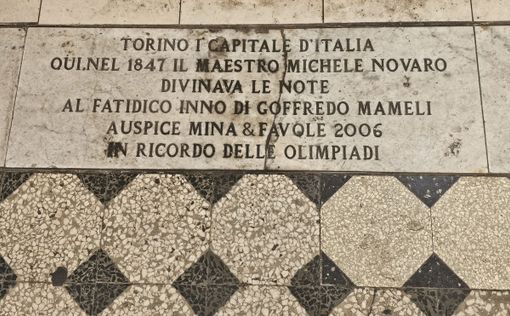 TORINO I CAPITALE D'ITALIA
QUI.NEL 1847 IL MAESTRO MICHELE NOVARO
DIVINAVA LE NOTE
AL FATIDICO INNO DI GOFFREDO MAMELI
AUSPICE MINA & FAVOLE 2006
IN RICORDO DELLE OLIMPIADI